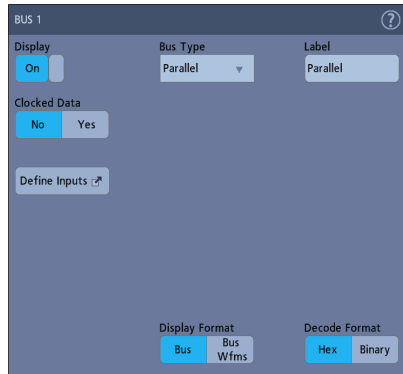 BUS 1
?
Display
Bus Type
Label
On
Parallel
Parallel
Clocked Data
No
Yes
Define Inputs
Display Format
Decode Format
Bus
Bus
Wfms
Hex
Binary